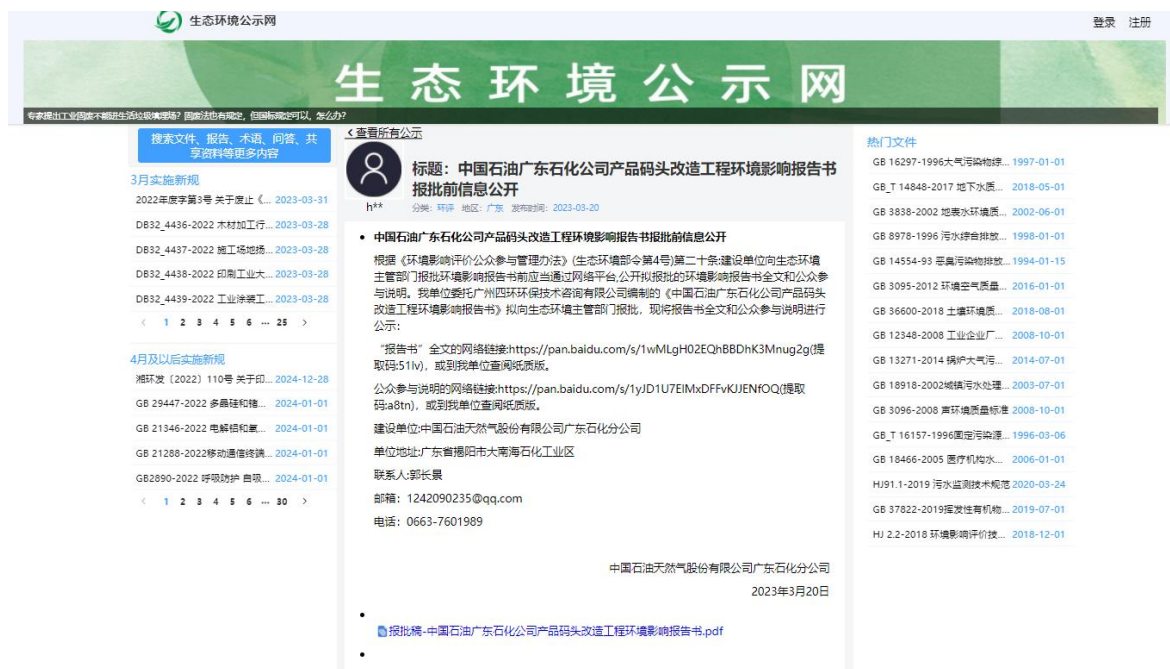 生态环境公示网
登录 注册
生态环境公示网
专家提出工业固废不能进生活垃圾填埋场?固废法也有规定,但国标规定可以,怎么办?
搜索文件、报告、术语、问答、共
享资料等更多内容
3月实施新规
2022年度字第3号 关于废止《... 2023-03-31
DB32_4436-2022 木材加工行... 2023-03-28
DB32_4437-2022 施工场地扬... 2023-03-28
DB32_4438-2022 印刷工业大... 2023-03-28
DB32_4439-2022 工业涂装工... 2023-03-28
< 1 2 3 4 5 6 ... 25 >
4月及以后实施新规
湘环发〔2022〕110号 关于印... 2024-12-28
GB 29447-2022 多晶硅和锗... 2024-01-01
GB 21346-2022 电解铝和氧... 2024-01-01
GB 21288-2022移动通信终端... 2024-01-01
GB2890-2022 呼吸防护 自吸... 2024-01-01
< 1 2 3 4 5 6 ... 30 >
<查看所有公示
标题:中国石油广东石化公司产品码头改造工程环境影响报告书
报批前信息公开
h**
分类:环评 地区:广东 发布时间:2023-03-20
• 中国石油广东石化公司产品码头改造工程环境影响报告书报批前信息公开
根据《环境影响评价公众参与管理办法》(生态环境部令第4号)第二十条:建设单位向生态环境
主管部门报批环境影响报告书前应当通过网络平台,公开拟报批的环境影响报告书全文和公众参
与说明。我单位委托广州四环环保技术咨询有限公司编制的《中国石油广东石化公司产品码头
改造工程环境影响报告书》拟向生态环境主管部门报批,现将报告书全文和公众参与说明进行
公示:
“报告书”全文的网络链接:https://pan.baidu.com/s/1wMLgH02EQhBBDhK3Mnug2g(提
取码:51lv),或到我单位查阅纸质版。
公众参与说明的网络链接:https://pan.baidu.com/s/1yJD1U7EIMxDFFvKJJENfOQ(提取
码:a8tn),或到我单位查阅纸质版。
建设单位:中国石油天然气股份有限公司广东石化分公司
单位地址:广东省揭阳市大南海石化工业区
联系人:郭长景
邮箱:1242090235@qq.com
电话:0663-7601989
中国石油天然气股份有限公司广东石化分公司
2023年3月20日
报批稿-中国石油广东石化公司产品码头改造工程环境影响报告书.pdf
热门文件
GB 16297-1996大气污染物综... 1997-01-01
GB_T 14848-2017 地下水质... 2018-05-01
GB 3838-2002 地表水环境质... 2002-06-01
GB 8978-1996 污水综合排放... 1998-01-01
GB 14554-93 恶臭污染物排放... 1994-01-15
GB 3095-2012 环境空气质量... 2016-01-01
GB 36600-2018 土壤环境质... 2018-08-01
GB 12348-2008 工业企业厂... 2008-10-01
GB 13271-2014 锅炉大气污... 2014-07-01
GB 18918-2002城镇污水处理... 2003-07-01
GB 3096-2008 声环境质量标准 2008-10-01
GB_T 16157-1996固定污染源... 1996-03-06
GB 18466-2005 医疗机构水... 2006-01-01
HJ91.1-2019 污水监测技术规范 2020-03-24
GB 37822-2019挥发性有机物... 2019-07-01
HJ 2.2-2018 环境影响评价技... 2018-12-01